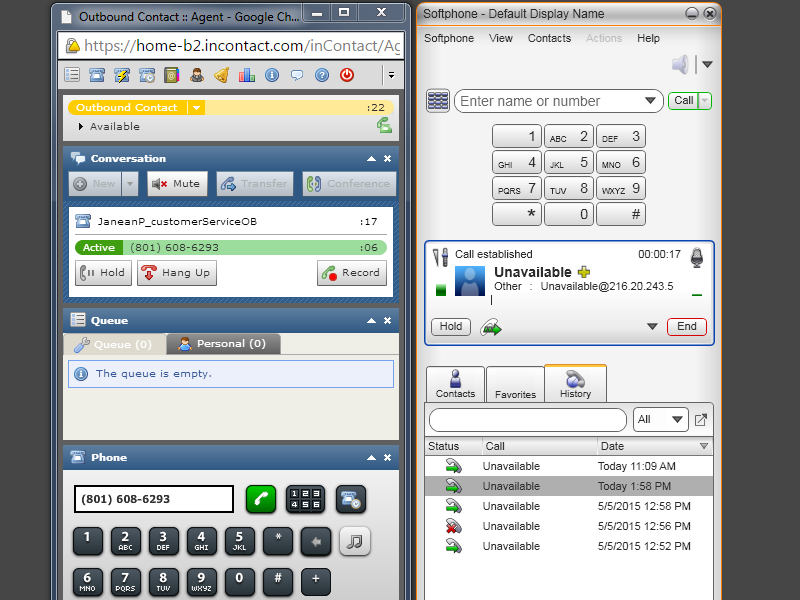 Outbound Contact :: Agent - Google Ch...
https://home-b2.incontact.com/inContact/Ag
Outbound Contact :22
Available
Conversation
New Mute Transfer Conference
JaneanP_customerServiceOB :17
Active (801) 608-6293 :06
Hold Hang Up Record
Queue
Queue (0) Personal (0)
The queue is empty.
Phone
(801) 608-6293
1 2 3
4 5 6
1 2 ABC 3 DEF 4 GHI 5 JKL *
6 MNO 7 PQRS 8 TUV 9 WXYZ 0 # +
Softphone - Default Display Name
Softphone View Contacts Actions Help
Enter name or number Call
1 ABC 2 DEF 3
GHI 4 JKL 5 MNO 6
PQRS 7 TUV 8 WXYZ 9
* 0 #
Call established 00:00:17
Unavailable
Other : Unavailable@216.20.243.5
Hold End
Contacts Favorites History
All
Status Call Date
Unavailable Today 11:09 AM
Unavailable Today 1:58 PM
Unavailable 5/5/2015 12:58 PM
Unavailable 5/5/2015 12:56 PM
Unavailable 5/5/2015 12:52 PM